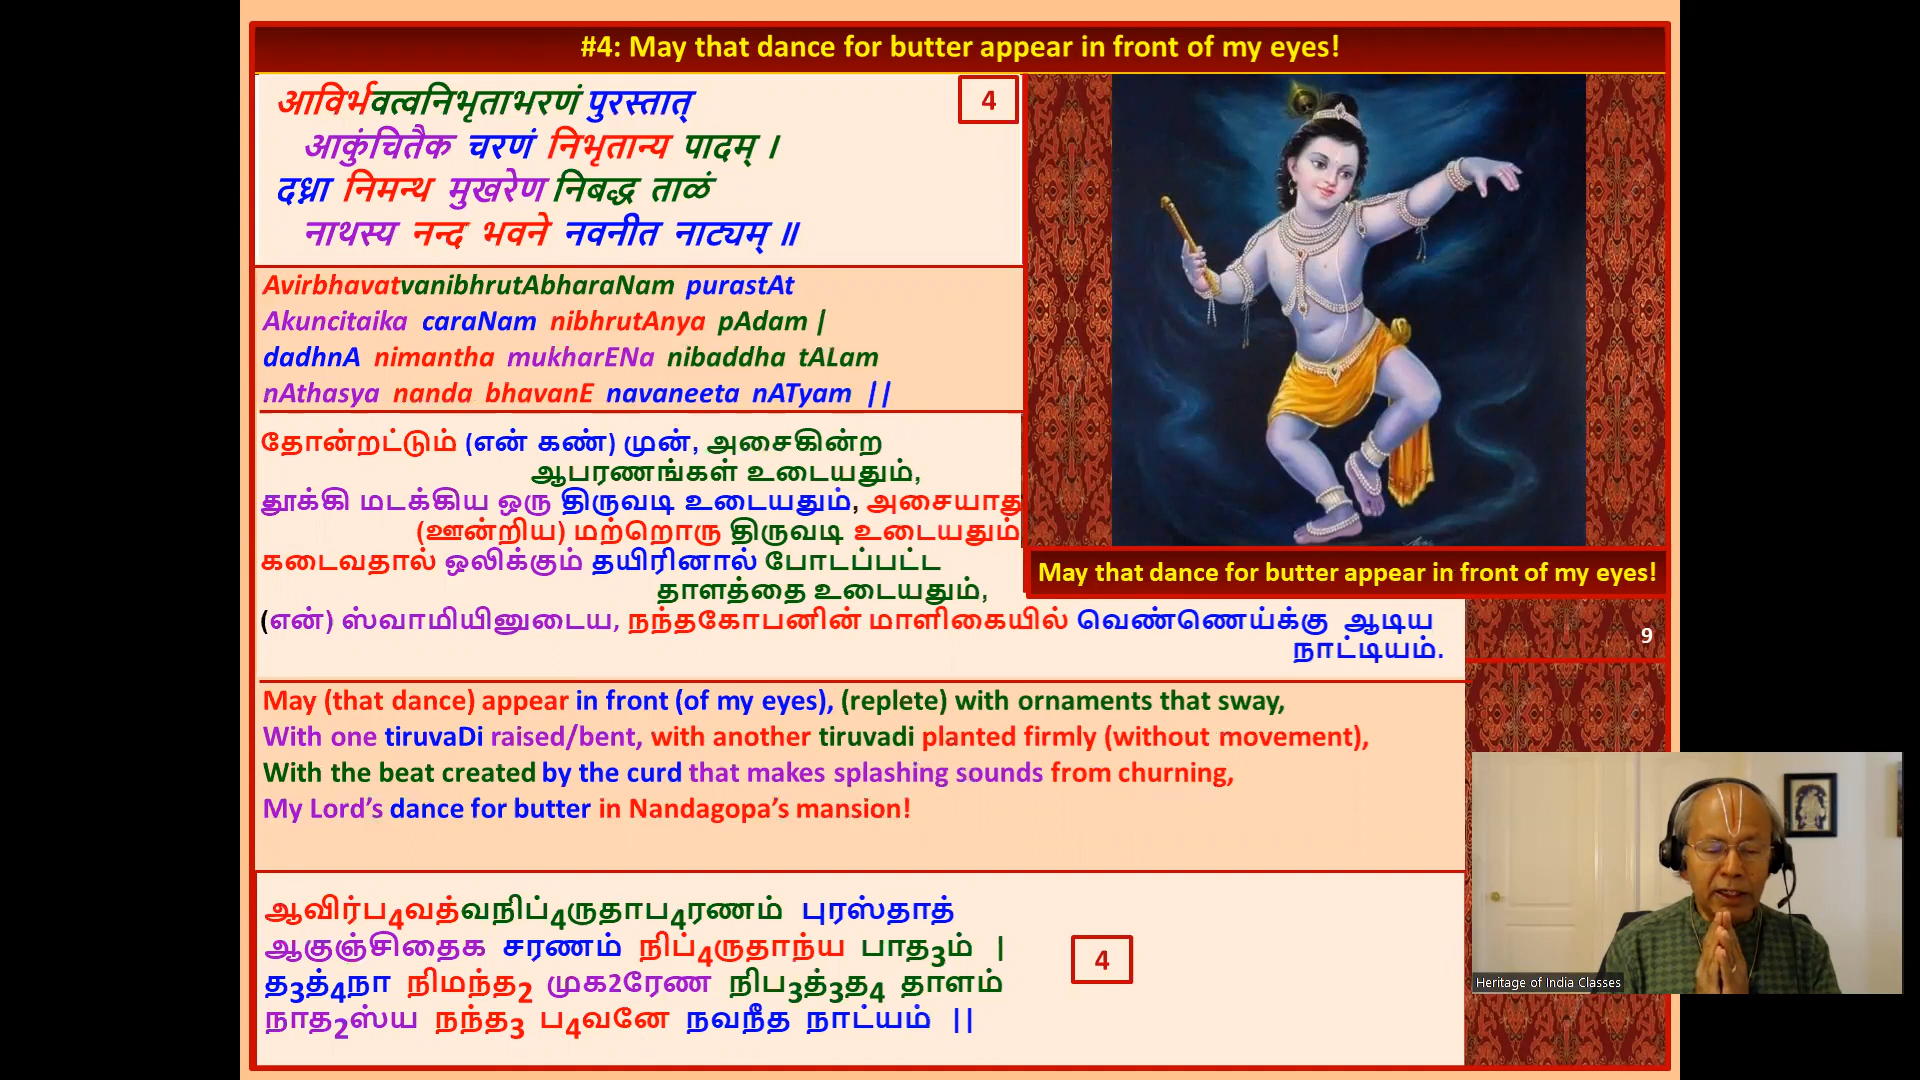 #4: May that dance for butter appear in front of my eyes!
आविर्भवत्वनिभृताभरणं पुरस्तात्
4
आकुंचितैक चरणं निभृतान्य पादम् ।
दध्ना निमन्थ मुखरेण निबद्ध ताळं
नाथस्य नन्द भवने नवनीत नाट्यम् ॥
AvirbhavatvanibhrutAbharaNam purastAt
Akuncitaika caraNam nibhrutAnya pAdam |
dadhnA nimantha mukharENa nibaddha tALam
nAthasya nanda bhavanE navaneeta nATyam ||
தோன்றட்டும் (என் கண்) முன், அசைகின்ற
ஆபரணங்கள் உடையதும்,
தூக்கி மடக்கிய ஒரு திருவடி உடையதும், அசையாது
(ஊன்றிய) மற்றொரு திருவடி உடையதும்
கடைவதால் ஒலிக்கும் தயிரினால் போடப்பட்ட
தாளத்தை உடையதும்,
(என்) ஸ்வாமியினுடைய, நந்தகோபனின் மாளிகையில் வெண்ணெய்க்கு ஆடிய
நாட்டியம்.
May that dance for butter appear in front of my eyes!
9
May (that dance) appear in front (of my eyes), (replete) with ornaments that sway,
With one tiruvaDi raised/bent, with another tiruvadi planted firmly (without movement),
With the beat created by the curd that makes splashing sounds from churning,
My Lord's dance for butter in Nandagopa's mansion!
ஆவிர்ப4வத்வநிப்4ருதாப4ரணம் புரஸ்தாத்
ஆகுஞ்சிதைக சரணம் நிப்4ருதாந்ய பாத3ம் |
த3த்4நா நிமந்த2 முக2ரேண நிப3த்3த4 தாளம்
நாத2ஸ்ய நந்த3 ப4வனே நவநீத நாட்யம் ||
4
Heritage of India Classes